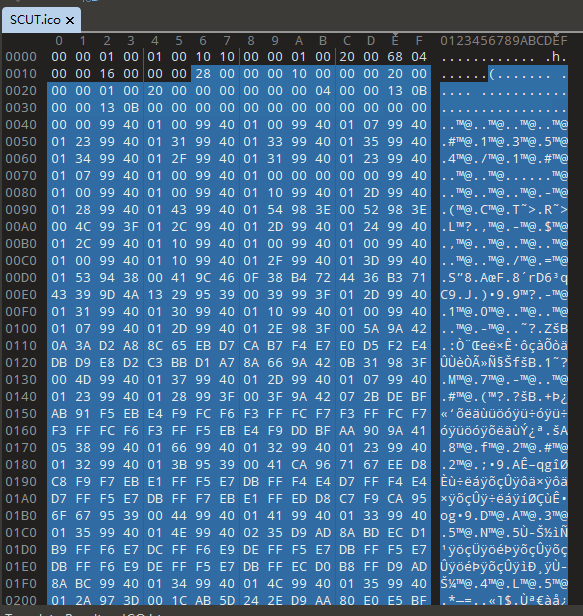 SCUT.ico ×
0 1 2 3 4 5 6 7 8 9 A B C D E F 0123456789ABCDEF
0000 00 00 01 00 01 00 10 10 00 00 01 00 20 00 68 04 ............ .h.
0010 00 00 16 00 00 00 28 00 00 00 10 00 00 00 20 00 ......(....... .
0020 00 00 01 00 20 00 00 00 00 00 00 04 00 00 13 0B .... ...........
0030 00 00 13 0B 00 00 00 00 00 00 00 00 00 00 99 40 ..............™@
0040 00 00 99 40 01 00 99 40 01 00 99 40 01 07 99 40 ..™@..™@..™@..™@
0050 01 23 99 40 01 31 99 40 01 33 99 40 01 35 99 40 .#™@.1™@.3™@.5™@
0060 01 34 99 40 01 2F 99 40 01 31 99 40 01 23 99 40 .4™@./™@.1™@.#™@
0070 01 07 99 40 01 00 99 40 01 00 99 40 01 00 99 40
0080 01 00 99 40 01 00 99 40 01 10 99 40 01 2D 99 40 ..™@..™@..™@.-™@
0090 01 28 99 40 01 43 99 40 01 54 98 3E 00 52 98 3E .(™@.C™@.T˜>.R˜>
00A0 00 4C 99 3F 01 2C 99 40 01 2D 99 40 01 24 99 40 .L™?.,™@.-™@.$™@
00B0 01 2C 99 40 01 10 99 40 01 00 99 40 01 00 99 40 .,™@..™@..™@..™@
00C0 01 00 99 40 01 10 99 40 01 2F 99 40 01 3D 99 40 ..™@..™@./™@.=™@
00D0 01 53 94 38 00 41 9C 46 0F 38 B4 72 44 36 B3 71 .S”8.AœF.8´rD6³q
00E0 43 39 9D 4A 13 29 95 39 00 39 99 3F 01 2D 99 40 C9.J.)•9.9™?.-™@
00F0 01 31 99 40 01 30 99 40 01 10 99 40 01 00 99 40 .1™@.0™@..™@..™@
0100 01 07 99 40 01 2D 99 40 01 2E 98 3F 00 5A 9A 42 ..™@.-™@..˜?.ZšB
0110 0A 3A D2 A8 8C 65 EB D7 CA B7 F4 E7 E0 D5 F2 E4 .:Ò¨Œeë×Ê·ôçàÕòä
0120 DB D9 E8 D2 C3 BB D1 A7 8A 66 9A 42 0B 31 98 3F ÛÙèÒÃ»Ñ§ŠfšB.1˜?
0130 00 4D 99 40 01 37 99 40 01 2D 99 40 01 07 99 40 .M™@.7™@.-™@..™@
0140 01 23 99 40 01 28 99 3F 00 3F 9A 42 07 2B DE BF .#™@.(™?.?šB.+Þ¿
0150 AB 91 F5 EB E4 F9 FC F6 F3 FF FC F7 F3 FF FC F7 «‘õëäùüöóÿü÷óÿü÷
0160 F3 FF FC F6 F3 FF F5 EB E4 F9 DD BF AA 90 9A 41 óÿüöóÿõëäùÝ¿ª.šA
0170 05 38 99 40 01 66 99 40 01 32 99 40 01 23 99 40 .8™@.f™@.2™@.#™@
0180 01 32 99 40 01 3B 95 39 00 41 CA 96 71 67 EE D8 .2™@.;•9.AÊ–qgîØ
0190 C8 F9 F7 EB E1 FF F5 E7 DB FF F4 E4 D7 FF F4 E4 Èù÷ëáÿõçÛÿôä×ÿôä
01A0 D7 FF F5 E7 DB FF F7 EB E1 FF ED D8 C7 F9 CA 95 ×ÿõçÛÿ÷ëáÿíØÇùÊ•
01B0 6F 67 95 39 00 44 99 40 01 41 99 40 01 33 99 40 og•9.D™@.A™@.3™@
01C0 01 35 99 40 01 4E 99 40 02 35 D9 AD 8A BD EC D1 .5™@.N™@.5Ù-Š½ìÑ
01D0 B9 FF F6 E7 DC FF F6 E9 DE FF F5 E7 DB FF F5 E7 ¹ÿöçÜÿöéÞÿõçÛÿõç
01E0 DB FF F6 E9 DE FF F5 E7 DB FF EC D0 B8 FF D9 AD ÛÿöéÞÿõçÛÿìÐ¸ÿÙ-
01F0 8A BC 99 40 01 34 99 40 01 4C 99 40 01 35 99 40 Š¼™@.4™@.L™@.5™@